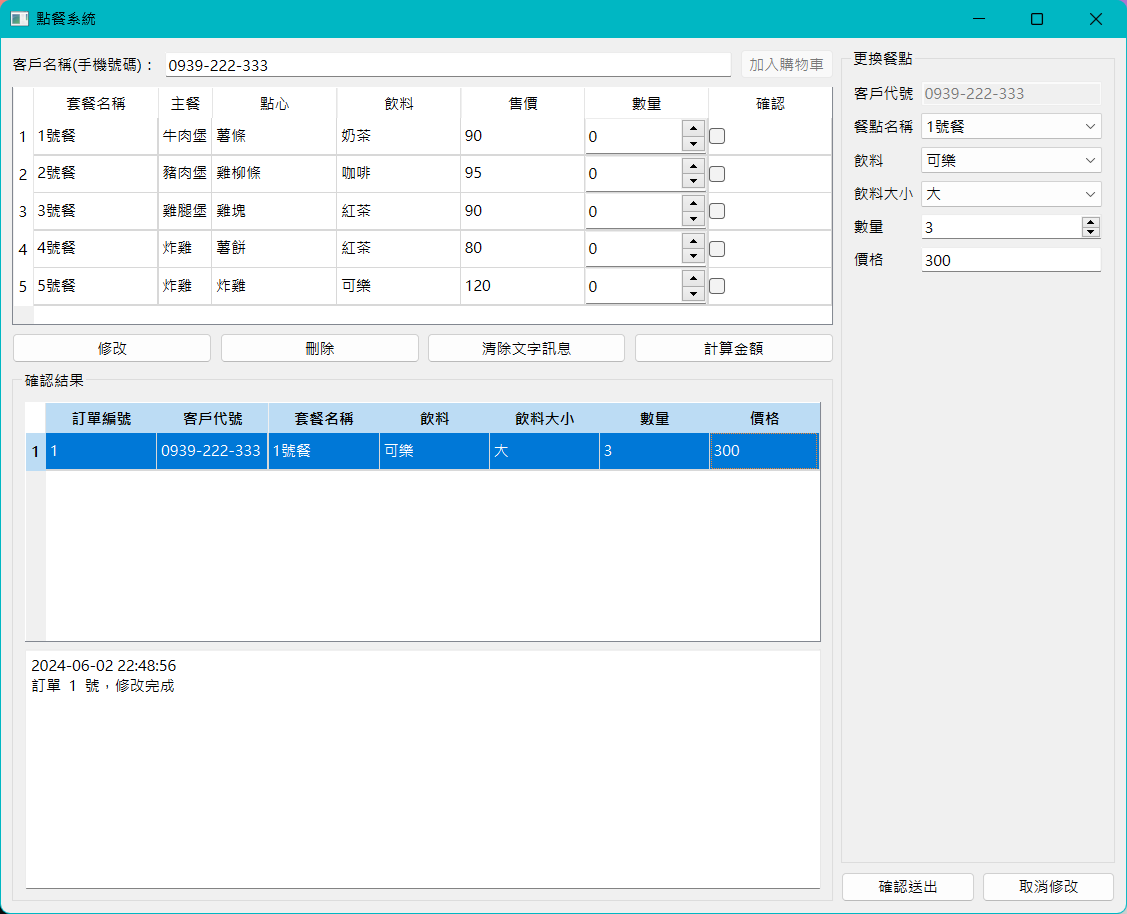 點餐系統
客戶名稱(手機號碼)： 0939-222-333 加入購物車
套餐名稱 主餐 點心 飲料 售價 數量 確認
1 1號餐 牛肉堡 薯條 奶茶 90 0
2 2號餐 豬肉堡 雞柳條 咖啡 95 0
3 3號餐 雞腿堡 雞塊 紅茶 90 0
4 4號餐 炸雞 薯餅 紅茶 80 0
5 5號餐 炸雞 炸雞 可樂 120 0
修改 刪除 清除文字訊息 計算金額
確認結果
訂單編號 客戶代號 套餐名稱 飲料 飲料大小 數量 價格
1 1 0939-222-333 1號餐 可樂 大 3 300
2024-06-02 22:48:56
訂單 1 號，修改完成
更換餐點
客戶代號 0939-222-333
餐點名稱 1號餐
飲料 可樂
飲料大小 大
數量 3
價格 300
確認送出 取消修改